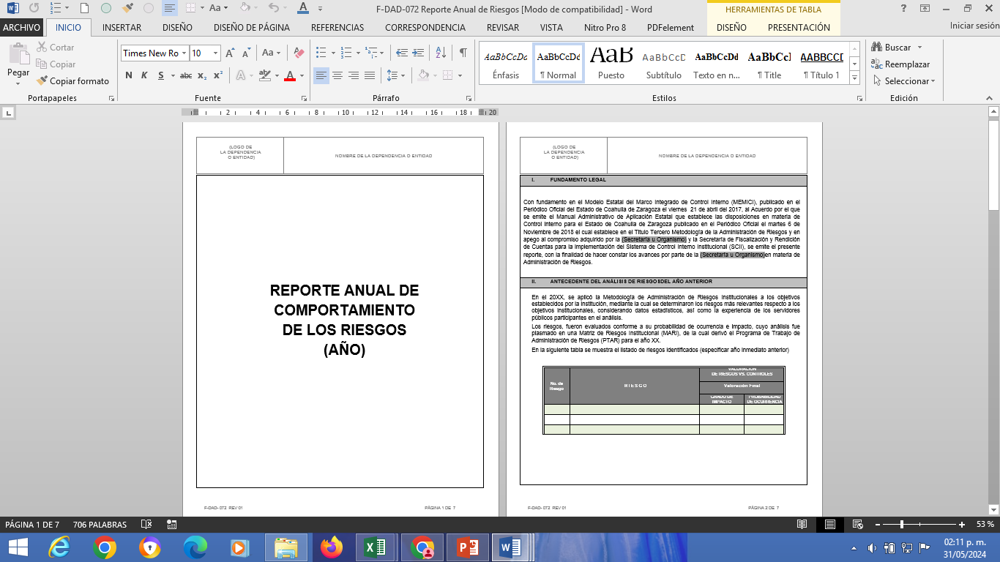 F-DAD-072 Reporte Anual de Riesgos [Modo de compatibilidad] - Word
HERRAMIENTAS DE TABLA
ARCHIVO INICIO INSERTAR DISEÑO DISEÑO DE PÁGINA REFERENCIAS CORRESPONDENCIA REVISAR VISTA Nitro Pro 8 PDFelement DISEÑO PRESENTACIÓN Iniciar sesión
Pegar
Cortar
Copiar
Copiar formato
Portapapeles
Times New Ro 10
Aa
N K S abc x₂ x²
Fuente
Párrafo
AaBbCcDc Énfasis
AaBbCcDc ¶ Normal
AaB Puesto
AaBbCcD Subtítulo
AaBbCcDd Texto en n...
AaBbCcI ¶ Title
AABBCCI ¶ Título 1
Estilos
Buscar
Reemplazar
Seleccionar
Edición
2 4 6 8 10 12 14 16 18 20
(LOGO DE
LA DEPENDENCIA
O ENTIDAD)
NOMBRE DE LA DEPENDENCIA O ENTIDAD
REPORTE ANUAL DE
COMPORTAMIENTO
DE LOS RIESGOS
(AÑO)
F-DAD- 072 REV 01
PÁGINA 1 DE 7
(LOGO DE
LA DEPENDENCIA
O ENTIDAD)
NOMBRE DE LA DEPENDENCIA O ENTIDAD
I. FUNDAMENTO LEGAL
Con fundamento en el Modelo Estatal del Marco Integrado de Control Interno (MEMICI), publicado en el
Periódico Oficial del Estado de Coahuila de Zaragoza el viernes 21 de abril del 2017, al Acuerdo por el que
se emite el Manual Administrativo de Aplicación Estatal que establece las disposiciones en materia de
Control Interno para el Estado de Coahuila de Zaragoza publicado en el Periódico Oficial el martes 6 de
Noviembre de 2018 el cual establece en el Título Tercero Metodología de la Administración de Riesgos y en
apego al compromiso adquirido por la (Secretaría u Organismo) y la Secretaría de Fiscalización y Rendición
de Cuentas para la implementación del Sistema de Control Interno Institucional (SCII), se emite el presente
reporte, con la finalidad de hacer constar los avances por parte de la (Secretaría u Organismo)en materia de
Administración de Riesgos.
II. ANTECEDENTE DEL ANÁLISIS DE RIESGOSDEL AÑO ANTERIOR
En el 20XX, se aplicó la Metodología de Administración de Riesgos Institucionales a los objetivos
establecidos por la Institución, mediante la cual se determinaron los riesgos más relevantes respecto a los
objetivos institucionales, considerando datos estadísticos, así como la experiencia de los servidores
públicos participantes en el análisis.
Los riesgos, fueron evaluados conforme a su probabilidad de ocurrencia e impacto, cuyo análisis fue
plasmado en una Matriz de Riesgos Institucional (MARI), de la cual derivó el Programa de Trabajo de
Administración de Riesgos (PTAR) para el año XX.
En la siguiente tabla se muestra el listado de riesgos identificados (especificar año inmediato anterior)
No. de
Riesgo
RIESGO
VALORACIÓN
DE RIESGOS VS. CONTROLES
Valoración Final
GRADO DE
IMPACTO
PROBABILIDAD
DE OCURRENCIA
F-DAD- 072 REV 01
PÁGINA 2 DE 7
PÁGINA 1 DE 7 706 PALABRAS 53 %
02:11 p. m.
31/05/2024